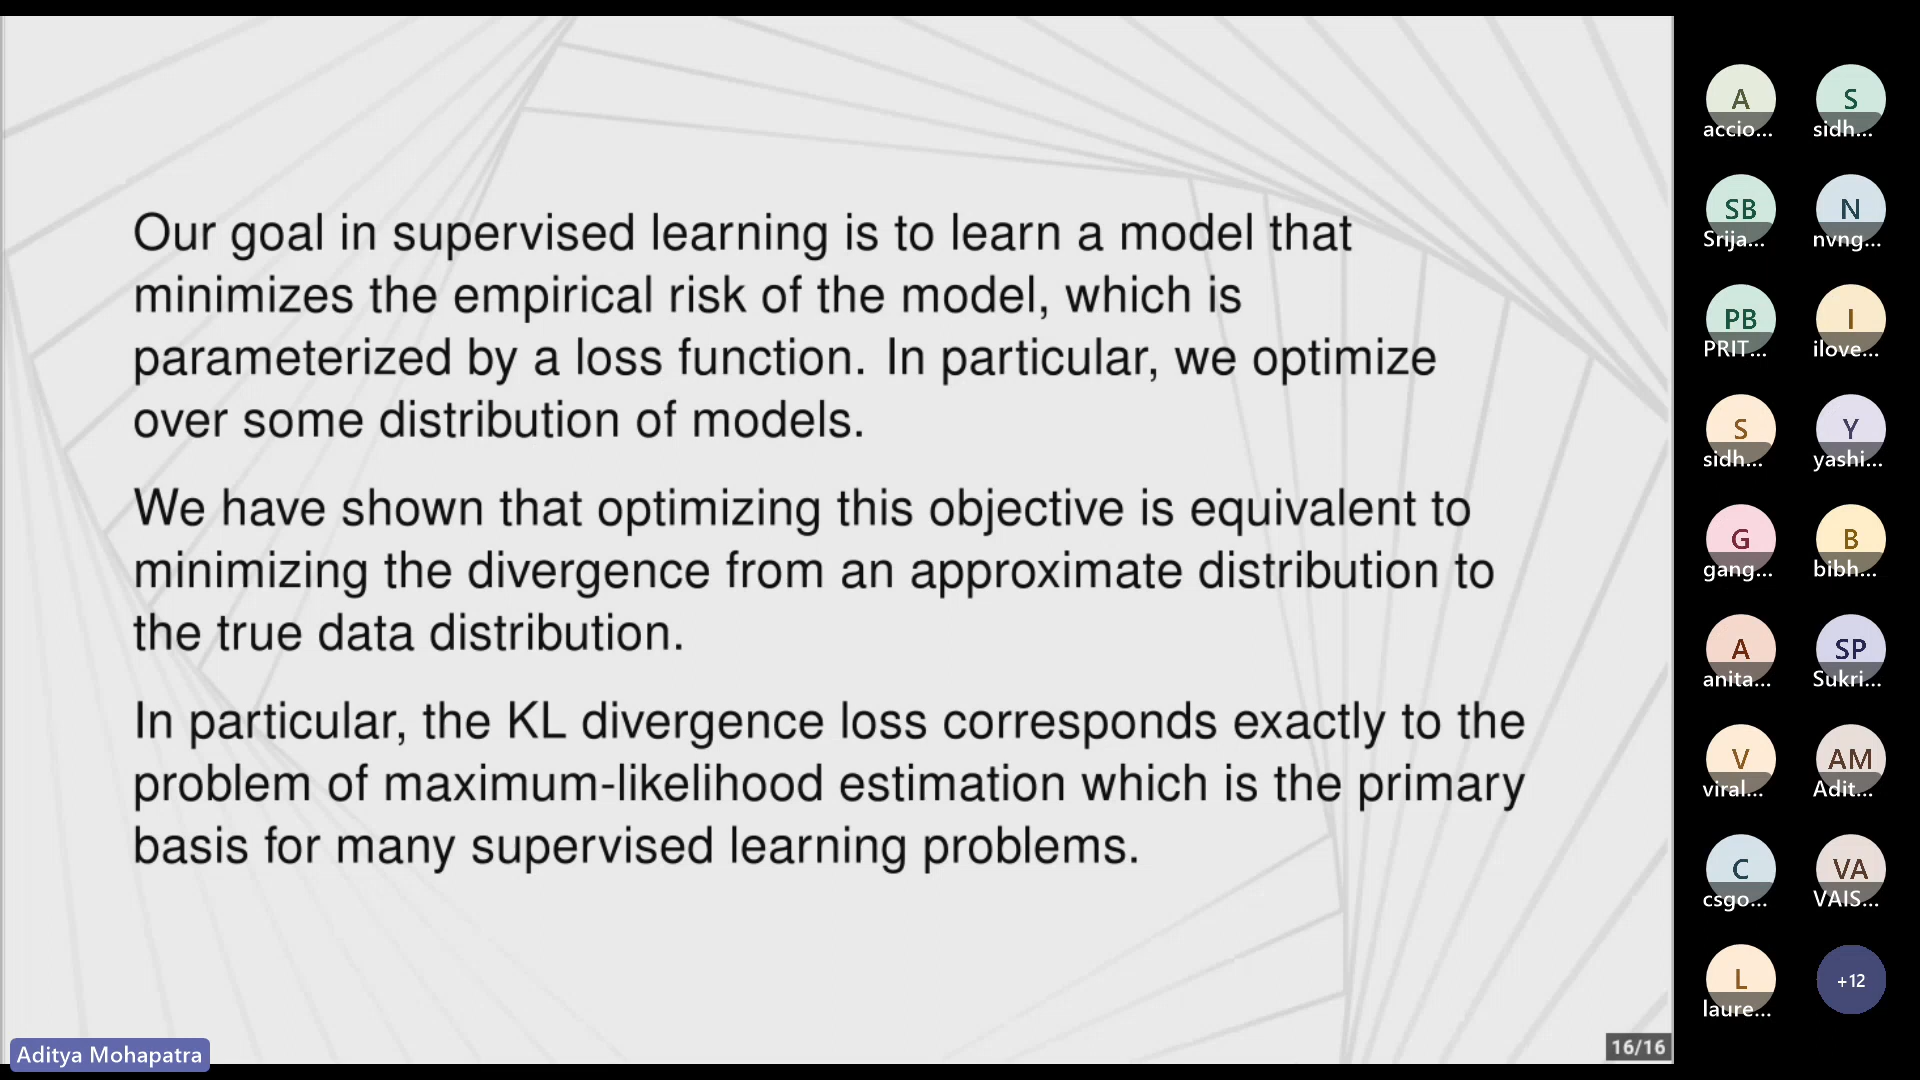 Our goal in supervised learning is to learn a model that
minimizes the empirical risk of the model, which is
parameterized by a loss function. In particular, we optimize
over some distribution of models.
We have shown that optimizing this objective is equivalent to
minimizing the divergence from an approximate distribution to
the true data distribution.
In particular, the KL divergence loss corresponds exactly to the
problem of maximum-likelihood estimation which is the primary
basis for many supervised learning problems.
16/16
Aditya Mohapatra
A
accio...
S
sidh...
SB
Srija...
N
nvng...
PB
PRIT...
I
ilove...
S
sidh...
Y
yashi...
G
gang...
B
bibh...
A
anita...
SP
Sukri...
V
viral...
AM
Adit...
C
csgo...
VA
VAIS...
L
laure...
+12